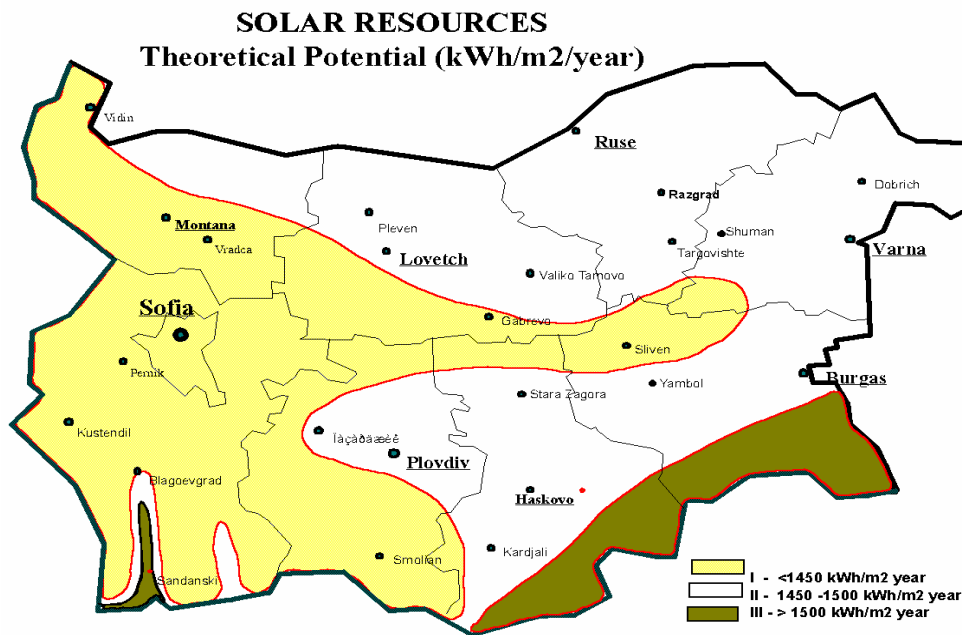 SOLAR RESOURCES
Theoretical Potential (kWh/m2/year)
Vidin
Ruse
Razgrad
Dobrich
Montana
Vradca
Pleven
Lovetch
Shuman
Targovishte
Varna
Valiko Tarnovo
Sofia
Gabrovo
Sliven
Pernik
Yambol
Burgas
Stara Zagora
Kustendil
Ïàçàðäæèê
Plovdiv
Blagoevgrad
Haskovo
Kardjali
Smolian
Sandanski
I - <1450 kWh/m2 year
II - 1450 -1500 kWh/m2 year
III - > 1500 kWh/m2 year